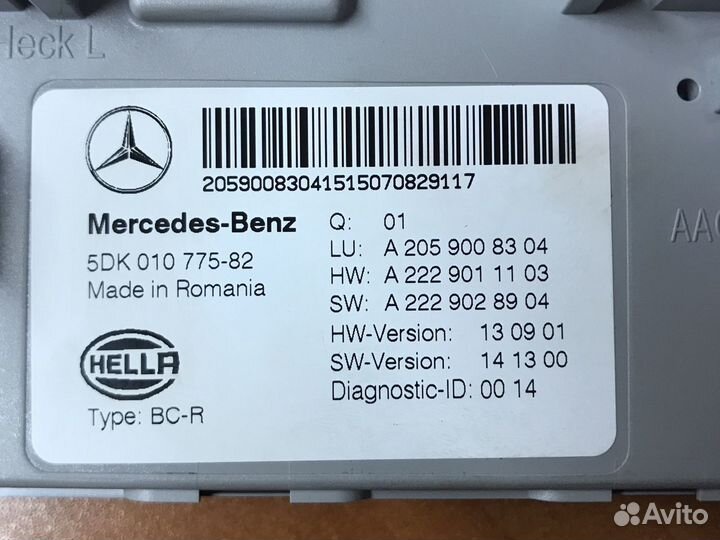 Heck L
20590083041515070829117
Mercedes-Benz
5DK 010 775-82
Made in Romania
Q: 01
LU: A 205 900 83 04
HW: A 222 901 11 03
SW: A 222 902 89 04
HW-Version: 13 09 01
SW-Version: 14 13 00
Diagnostic-ID: 00 14
HELLA
Type: BC-R
Avito